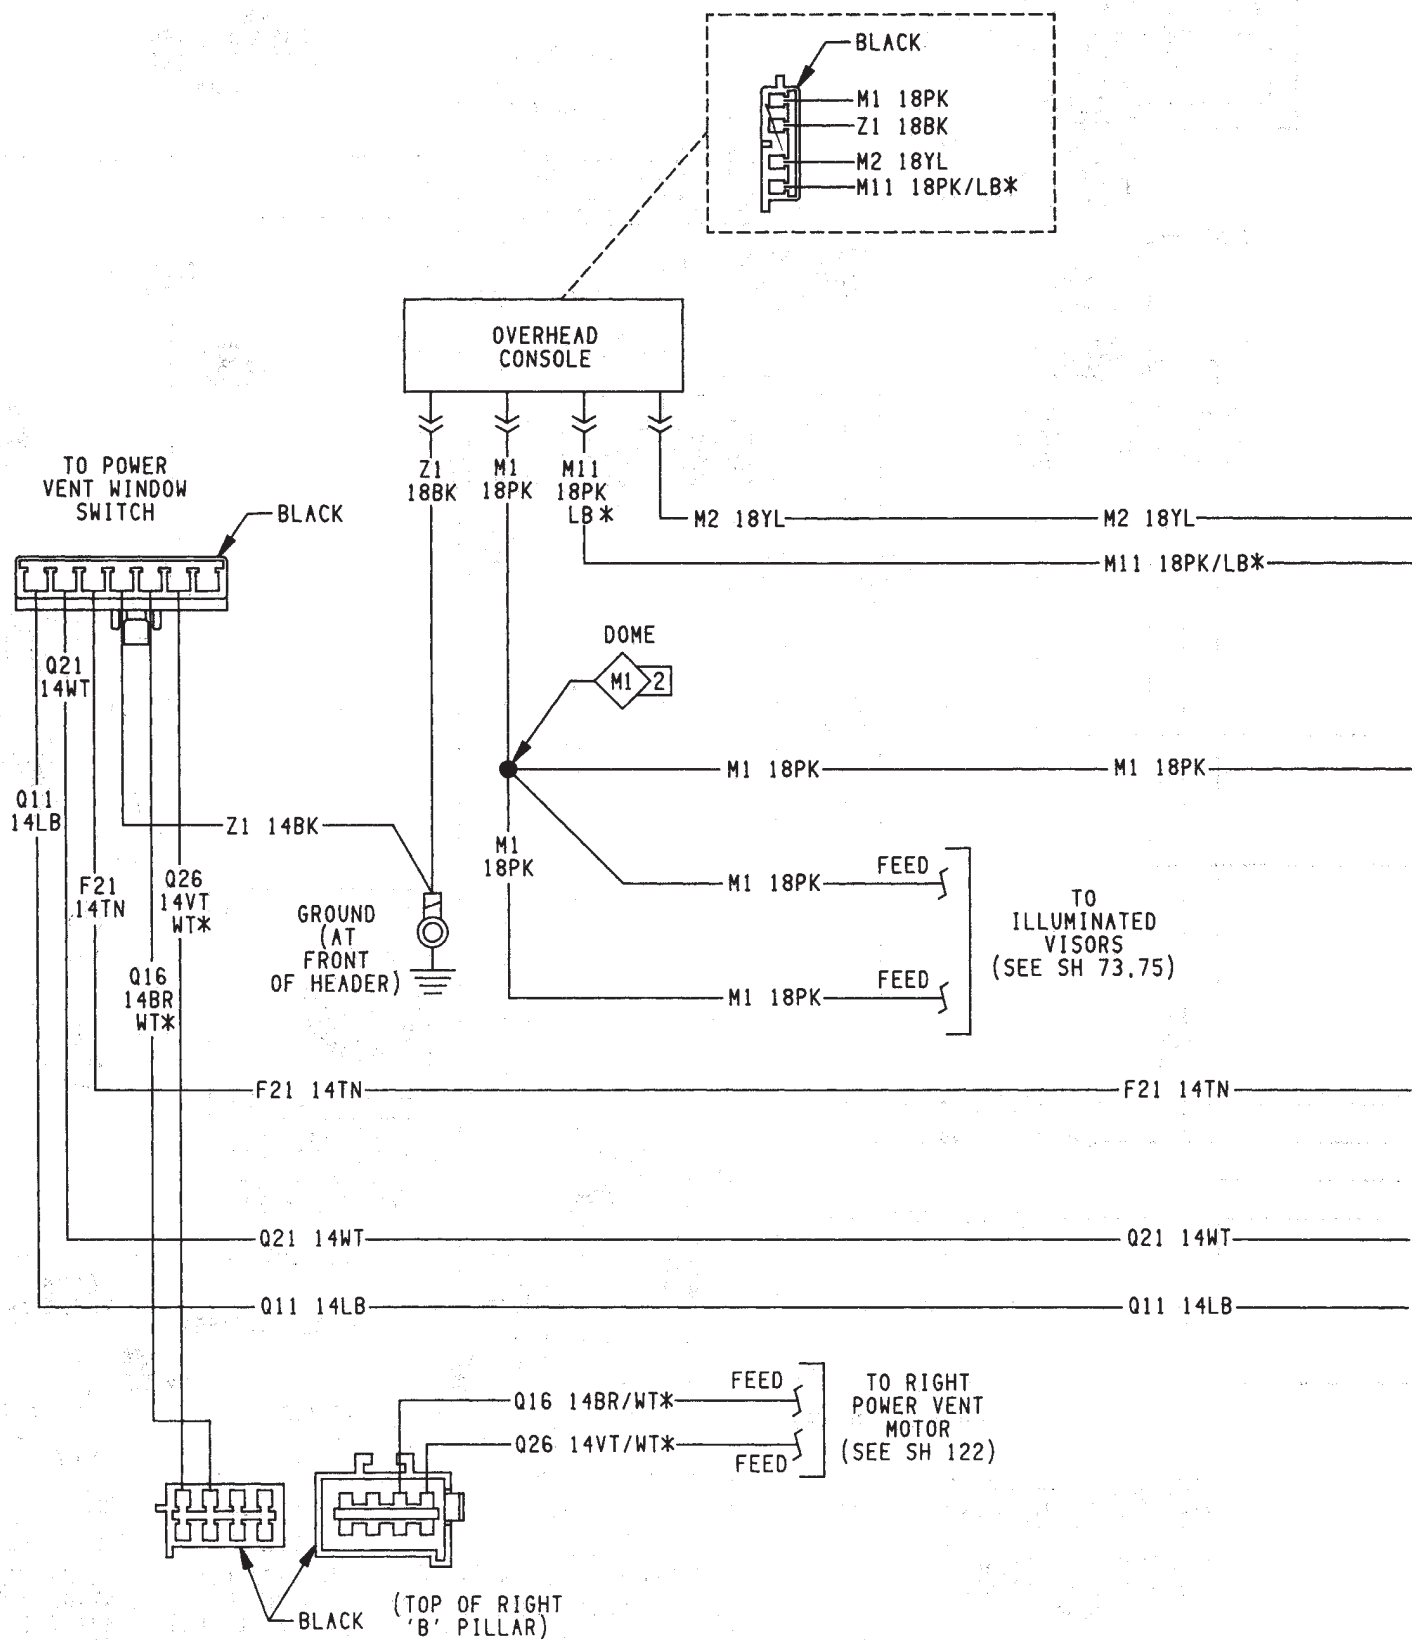 BLACK
M1 18PK
Z1 18BK
M2 18YL
M11 18PK/LB*
OVERHEAD
CONSOLE
TO POWER
VENT WINDOW
SWITCH
BLACK
Z1
18BK
M1
18PK
M11
18PK
LB*
M2 18YL
M2 18YL
M11 18PK/LB*
DOME
M1
2
Q21
14WT
M1 18PK
M1 18PK
Q11
14LB
Z1 14BK
M1
18PK
F21
14TN
Q26
14VT
WT*
M1 18PK
FEED
GROUND
(AT
FRONT
OF HEADER)
TO
ILLUMINATED
VISORS
(SEE SH 73,75)
Q16
14BR
WT*
M1 18PK
FEED
F21 14TN
F21 14TN
Q21 14WT
Q21 14WT
Q11 14LB
Q11 14LB
Q16 14BR/WT*
FEED
Q26 14VT/WT*
FEED
TO RIGHT
POWER VENT
MOTOR
(SEE SH 122)
BLACK
(TOP OF RIGHT
'B' PILLAR)